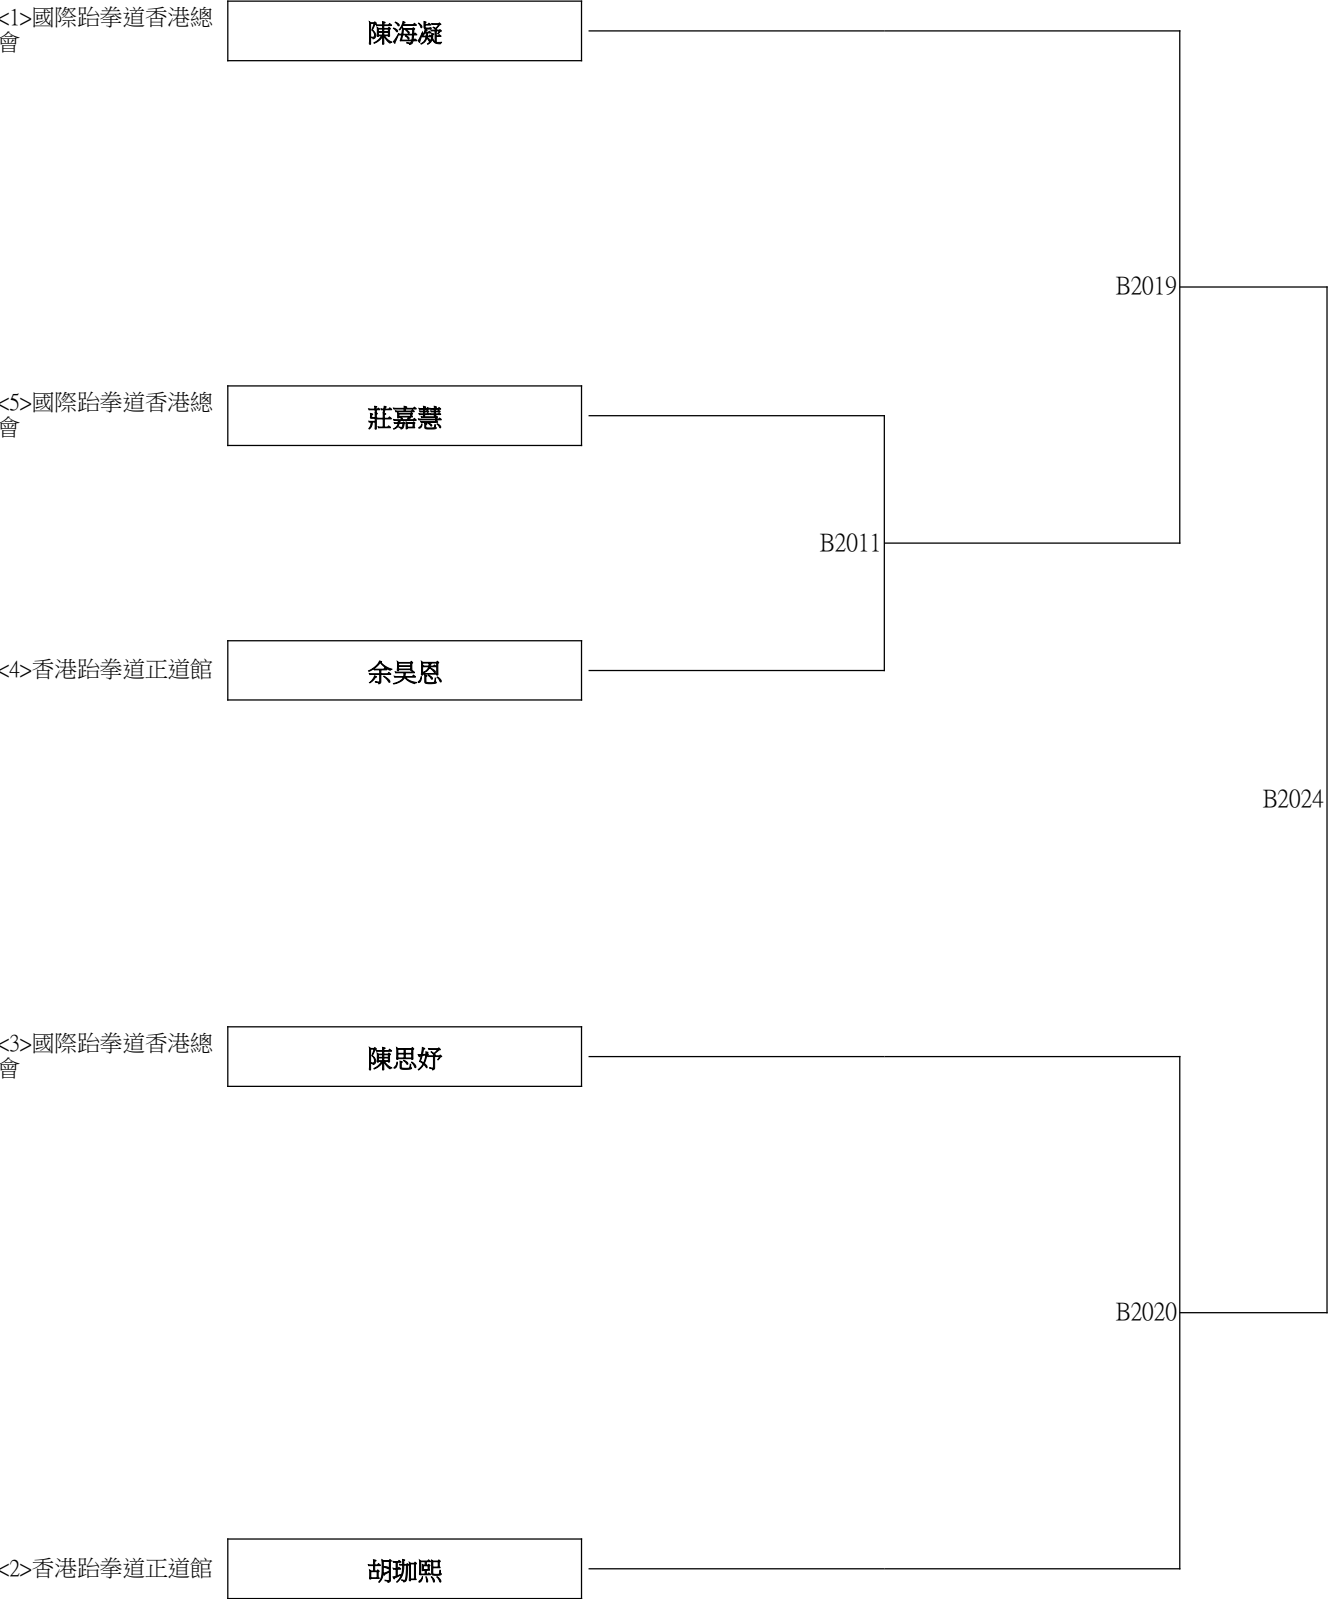 <1>國際跆拳道香港總
會
陳海凝
B2019
<5>國際跆拳道香港總
會
莊嘉慧
B2011
<4>香港跆拳道正道館
余昊恩
B2024
<3>國際跆拳道香港總
會
陳思妤
B2020
<2>香港跆拳道正道館
胡珈熙